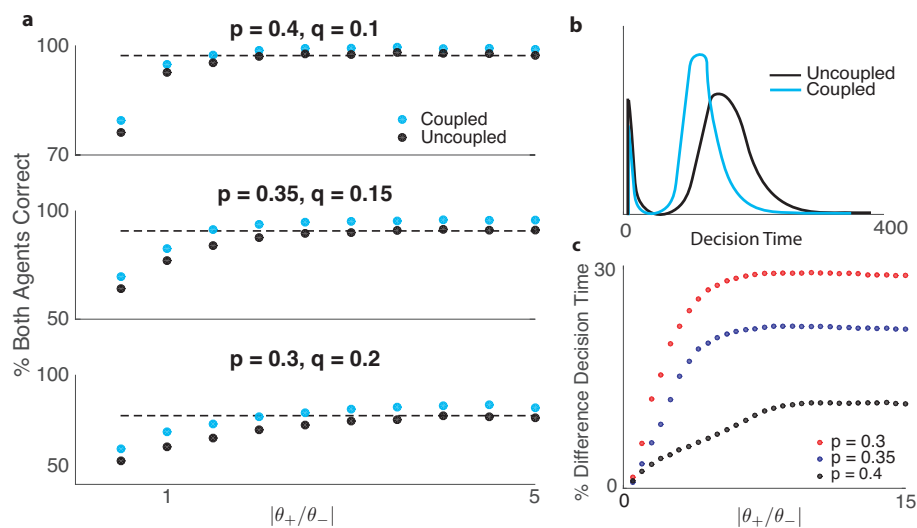 a
p = 0.4, q = 0.1
100
Coupled
Uncoupled
70
p = 0.35, q = 0.15
100
50
p = 0.3, q = 0.2
100
50
1
5
|θ₊/θ₋|
% Both Agents Correct
b
Uncoupled
Coupled
0
Decision Time
400
c
30
0
% Difference Decision Time
p = 0.3
p = 0.35
p = 0.4
0
15
|θ₊/θ₋|